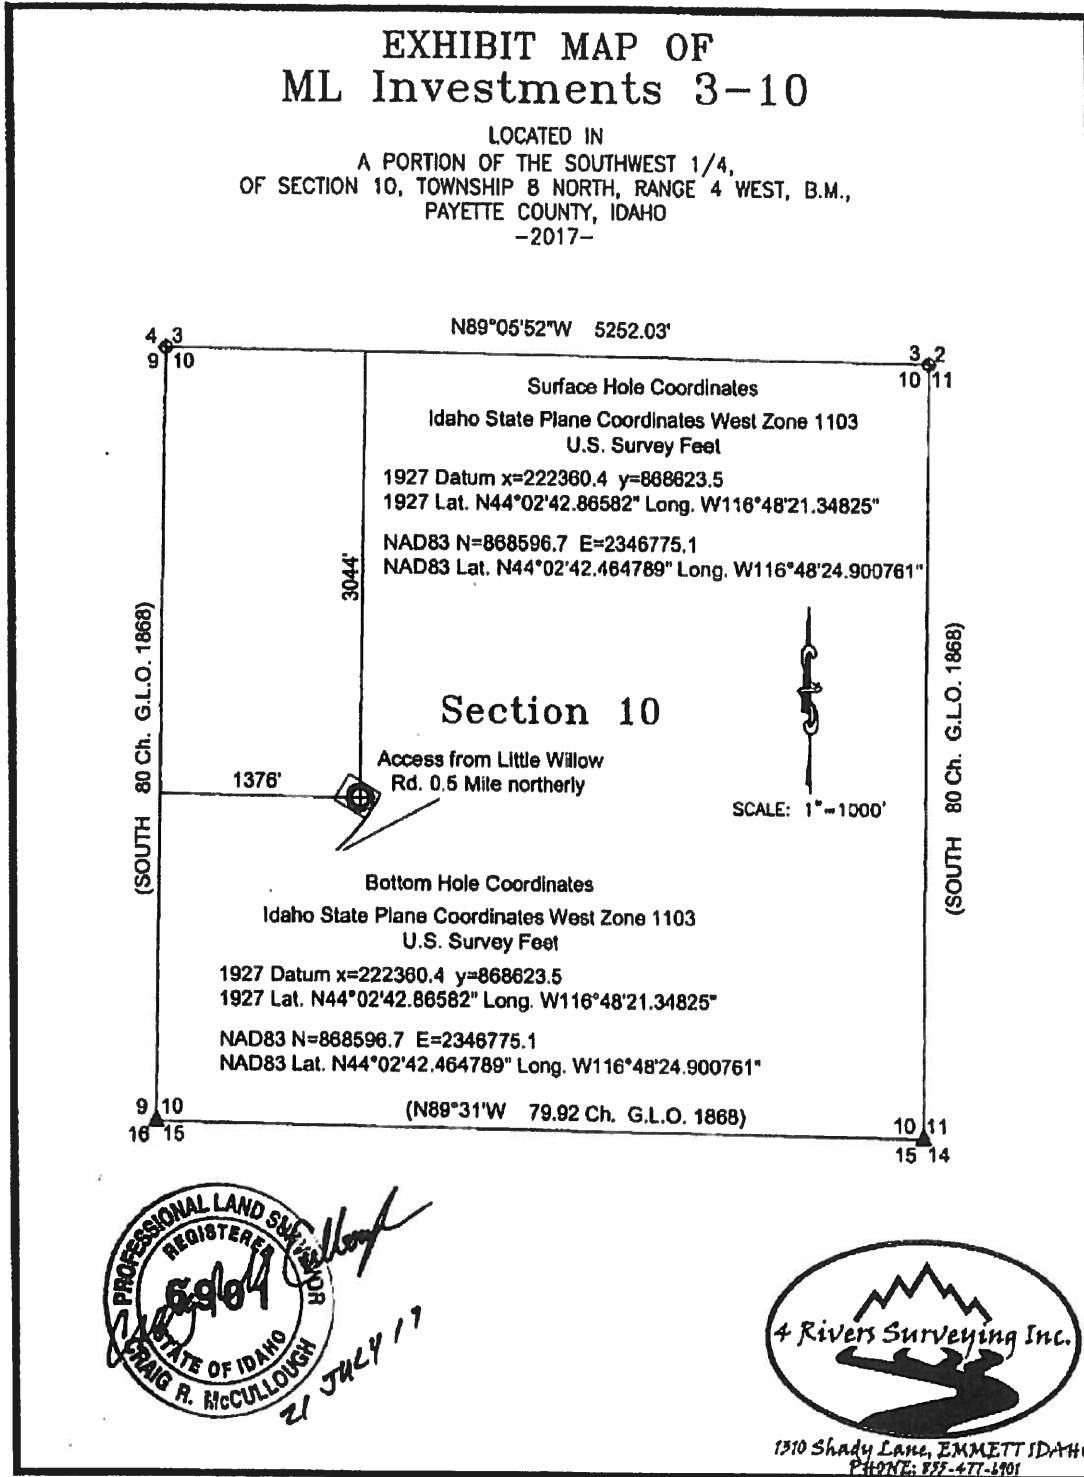 EXHIBIT MAP OF
ML Investments 3-10
LOCATED IN
A PORTION OF THE SOUTHWEST 1/4,
OF SECTION 10, TOWNSHIP 8 NORTH, RANGE 4 WEST, B.M.,
PAYETTE COUNTY, IDAHO
-2017-
N89°05'52"W 5252.03'
4 3
9 10
3 2
10 11
Surface Hole Coordinates
Idaho State Plane Coordinates West Zone 1103
U.S. Survey Feet
1927 Datum x=222360.4 y=868623.5
1927 Lat. N44°02'42.86582" Long. W116°48'21.34825"
NAD83 N=868596.7 E=2346775.1
NAD83 Lat. N44°02'42.464789" Long. W116°48'24.900761"
3044'
(SOUTH 80 Ch. G.L.O. 1868)
(SOUTH 80 Ch. G.L.O. 1868)
Section 10
Access from Little Willow
Rd. 0.5 Mile northerly
1376'
SCALE: 1"=1000'
Bottom Hole Coordinates
Idaho State Plane Coordinates West Zone 1103
U.S. Survey Feet
1927 Datum x=222360.4 y=868623.5
1927 Lat. N44°02'42.86582" Long. W116°48'21.34825"
NAD83 N=868596.7 E=2346775.1
NAD83 Lat. N44°02'42.464789" Long. W116°48'24.900761"
(N89°31'W 79.92 Ch. G.L.O. 1868)
9 10
16 15
10 11
15 14
PROFESSIONAL LAND SURVEYOR
REGISTERED
6901
STATE OF IDAHO
CRAIG R. McCULLOUGH
21 JULY 17
4 Rivers Surveying Inc.
1310 Shady Lane, EMMETT IDAHO
PHONE: 855-477-6901